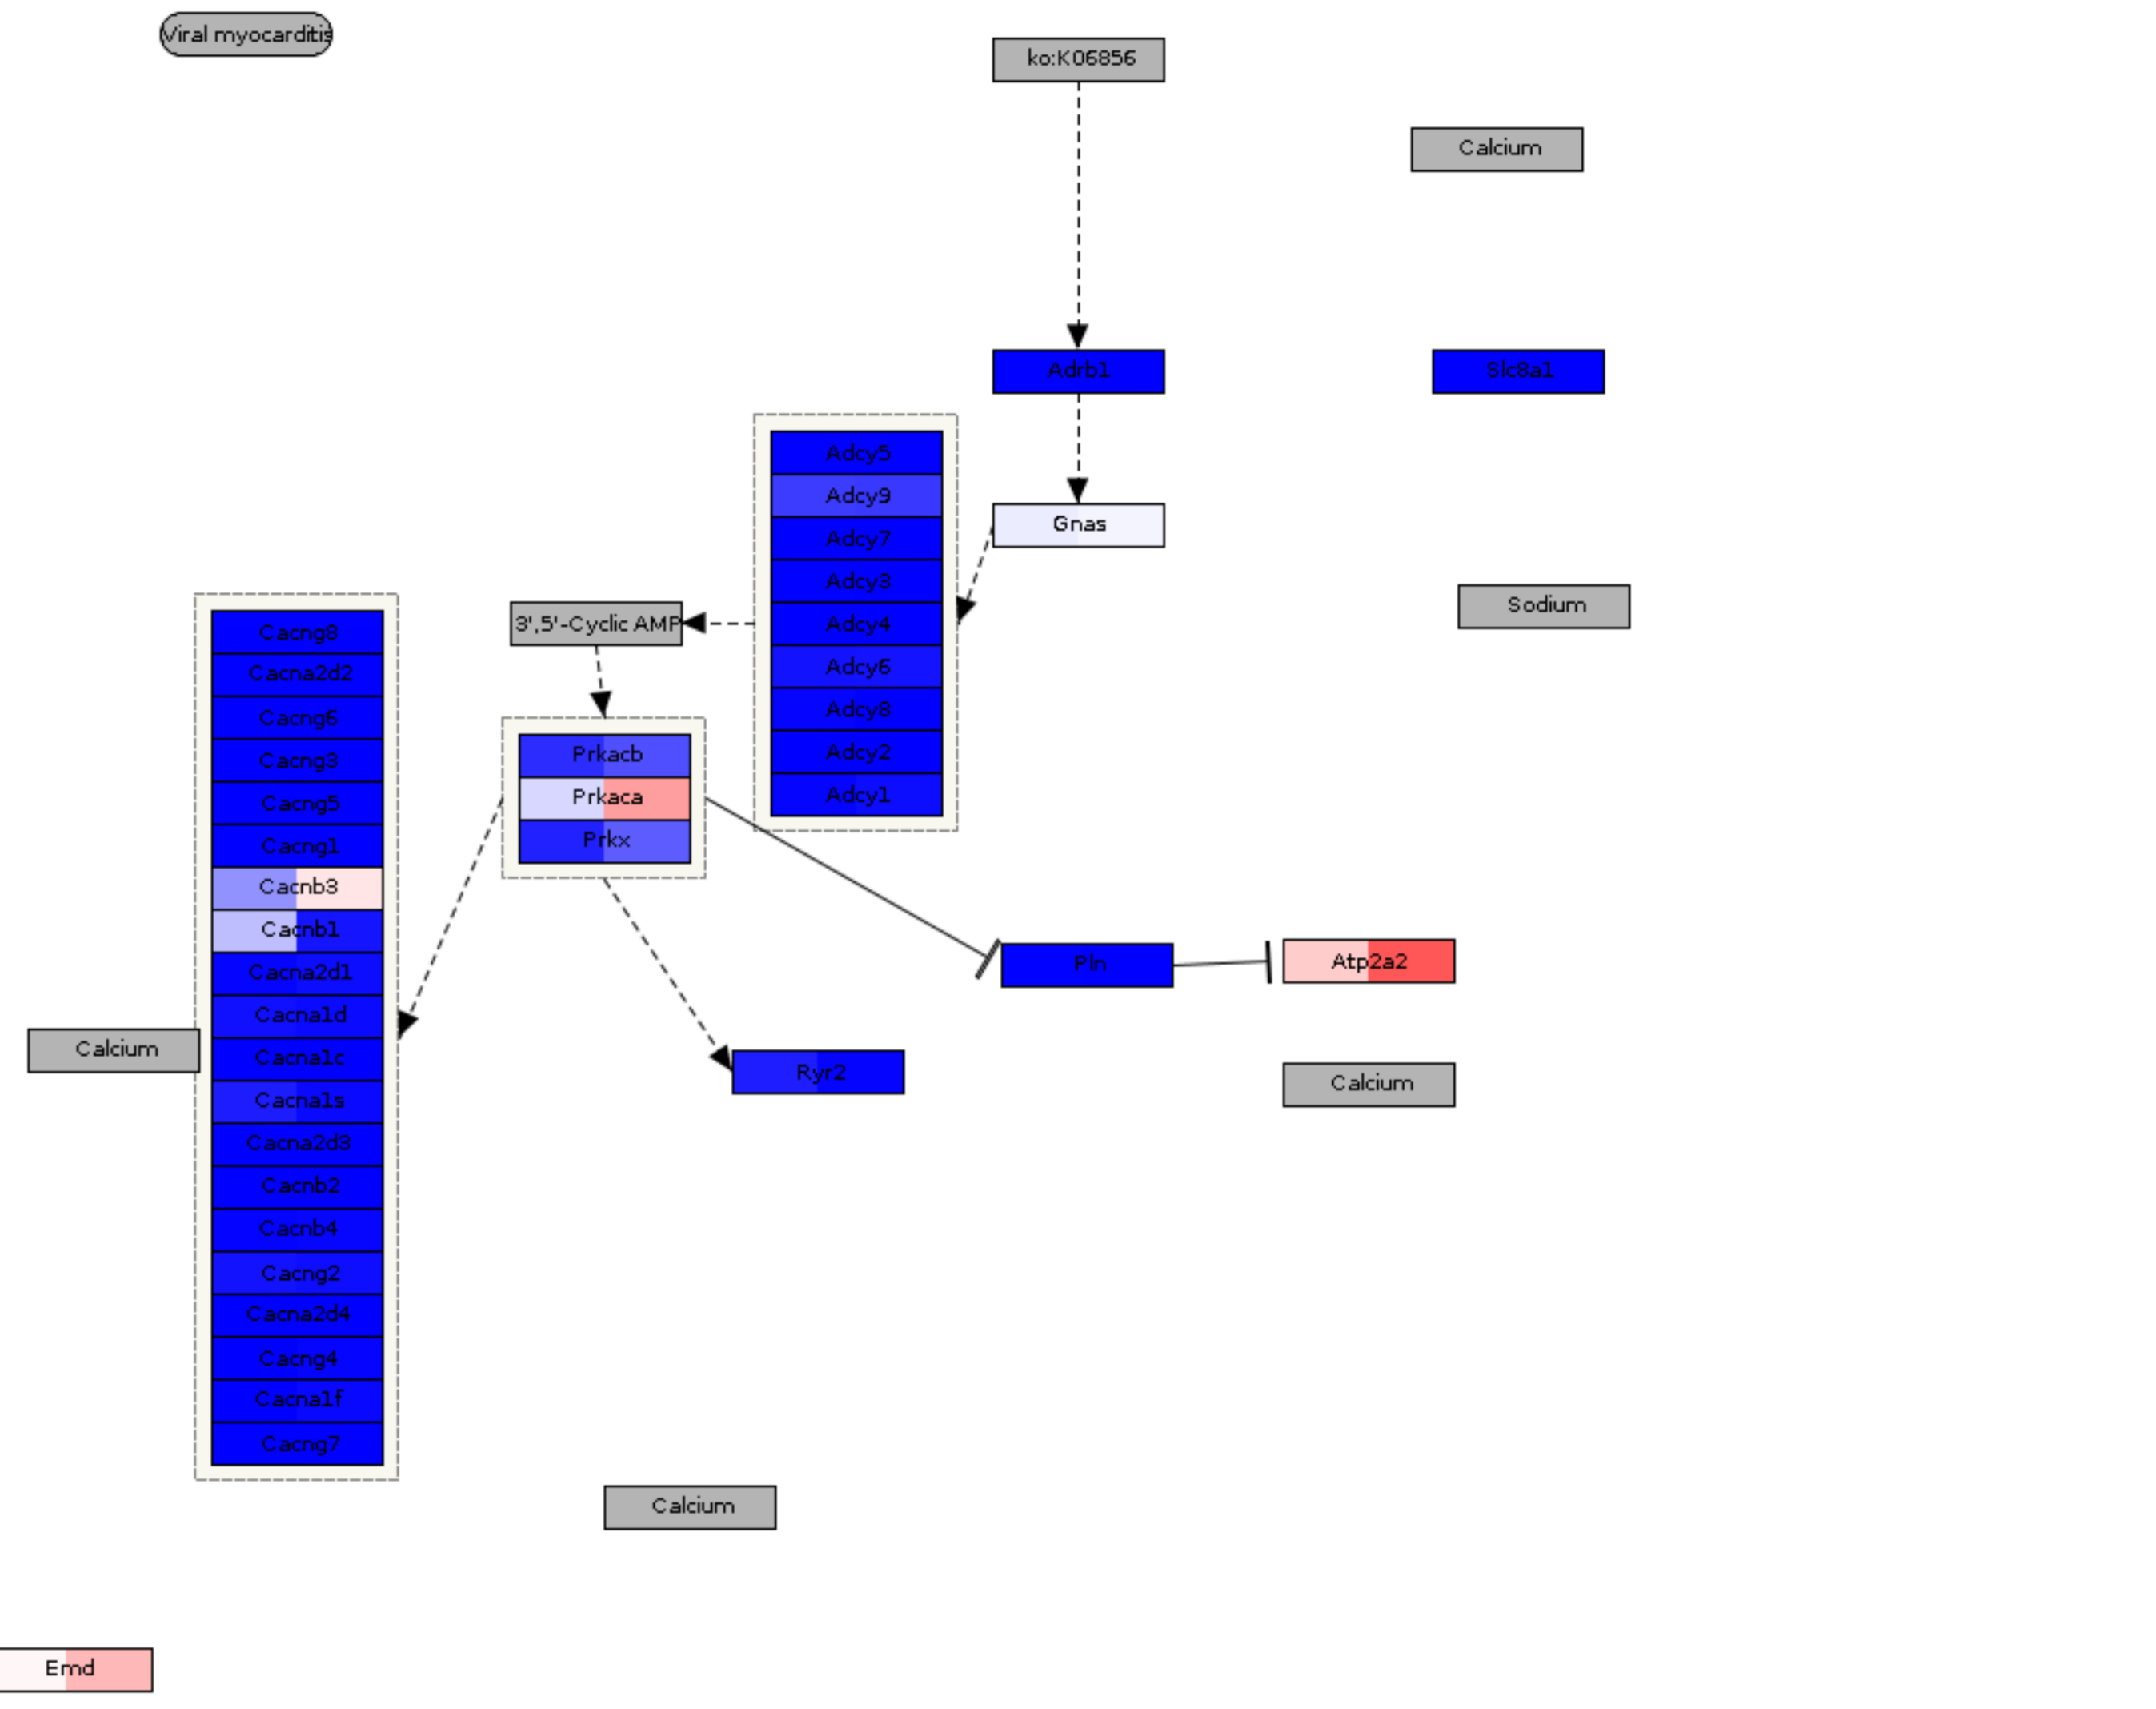 Viral myocarditis
ko:K06856
Calcium
Adrb1
Slc8a1
Adcy5
Adcy9
Adcy7
Adcy3
Adcy4
Adcy6
Adcy8
Adcy2
Adcy1
Gnas
Sodium
3',5'-Cyclic AMP
Prkacb
Prkaca
Prkx
Cacng8
Cacna2d2
Cacng6
Cacng3
Cacng5
Cacng1
Cacnb3
Cacnb1
Cacna2d1
Cacna1d
Cacna1c
Cacna1s
Cacna2d3
Cacnb2
Cacnb4
Cacng2
Cacna2d4
Cacng4
Cacna1f
Cacng7
Calcium
Pln
Atp2a2
Ryr2
Calcium
Calcium
Emd